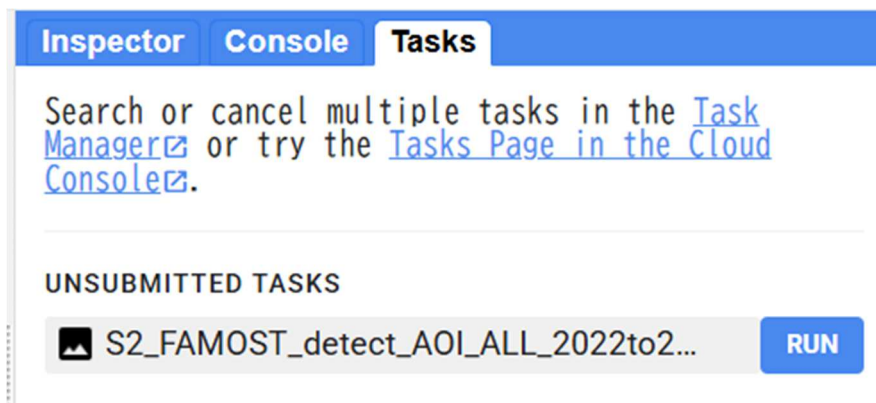 Inspector Console Tasks
Search or cancel multiple tasks in the Task
Manager or try the Tasks Page in the Cloud
Console.
UNSUBMITTED TASKS
S2_FAMOST_detect_AOI_ALL_2022to2... RUN